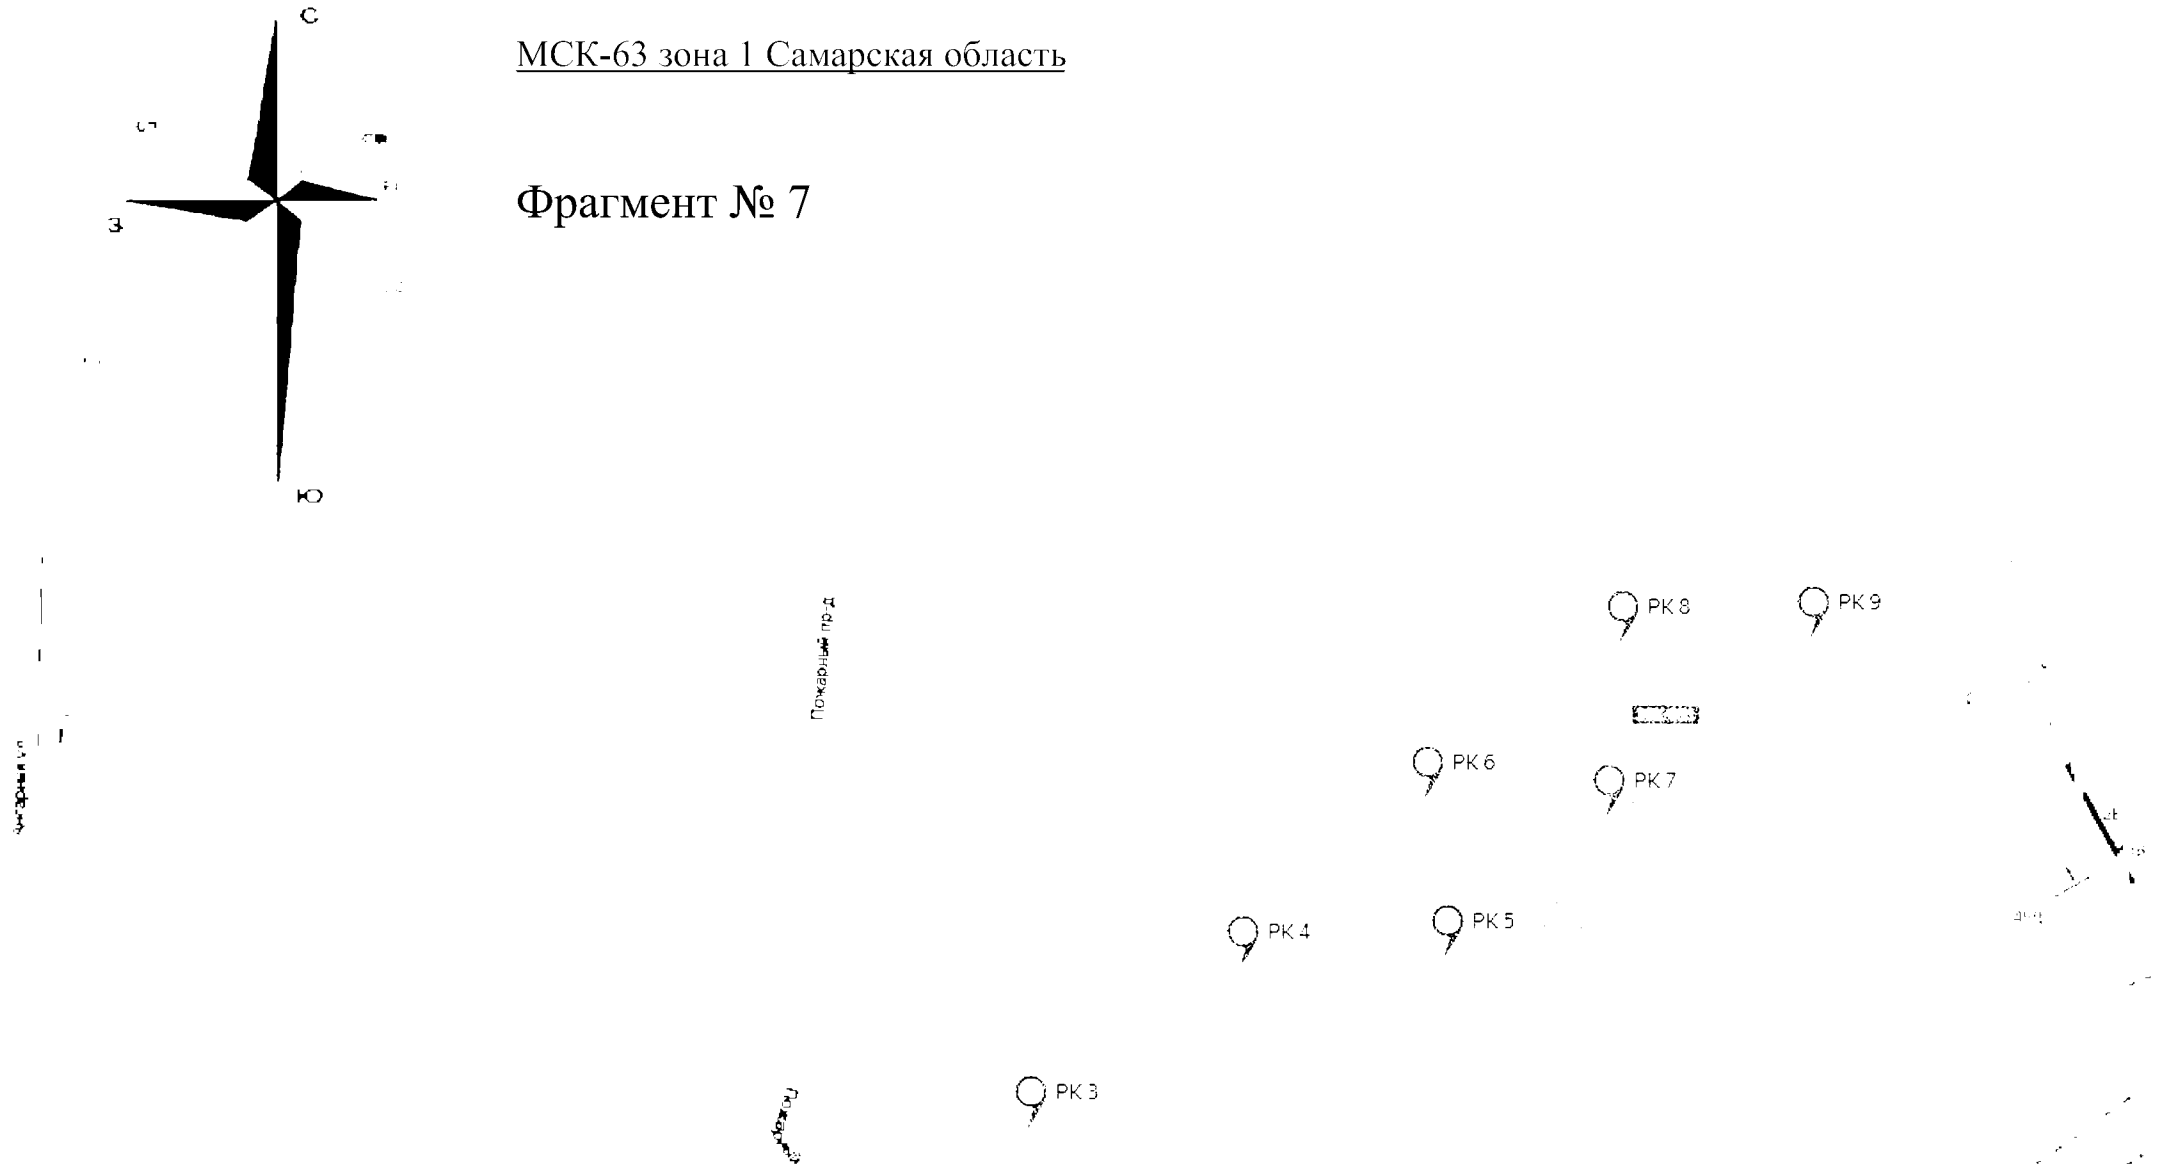 С
МСК-63 зона 1 Самарская область
Фрагмент № 7
Ю
Пожарный пр-д
РК 8
РК 9
РК 6
РК 7
РК 4
РК 5
РК 3